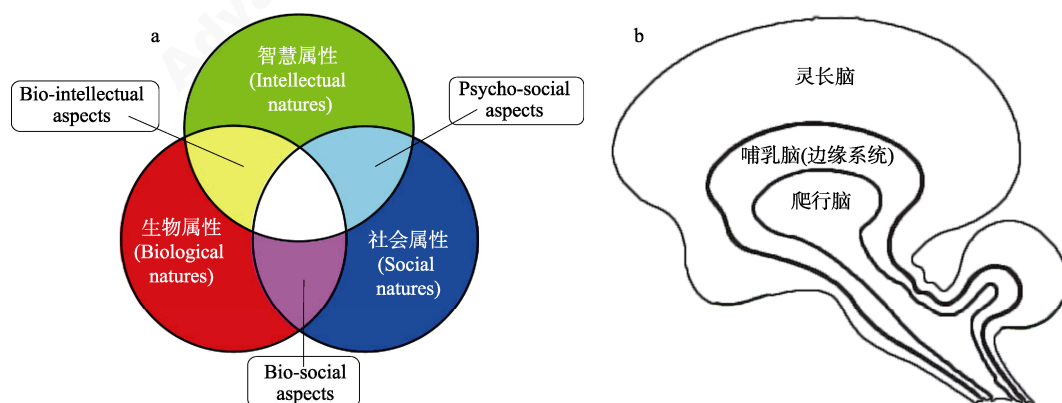 Adva
a
智慧属性
(Intellectual
natures)
Bio-intellectual
aspects
Psycho-social
aspects
生物属性
(Biological
natures)
社会属性
(Social
natures)
Bio-social
aspects
b
灵长脑
哺乳脑(边缘系统)
爬行脑